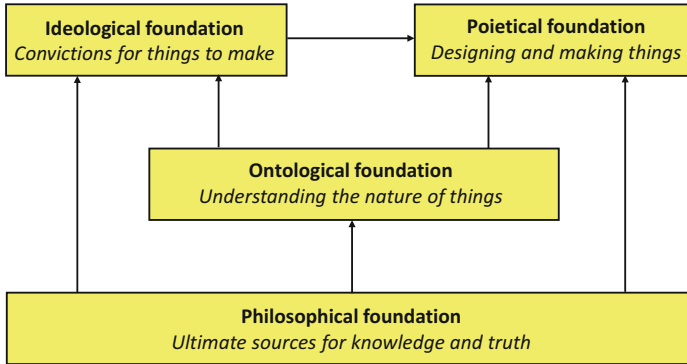 Ideological foundation
Convictions for things to make
Poietical foundation
Designing and making things
Ontological foundation
Understanding the nature of things
Philosophical foundation
Ultimate sources for knowledge and truth